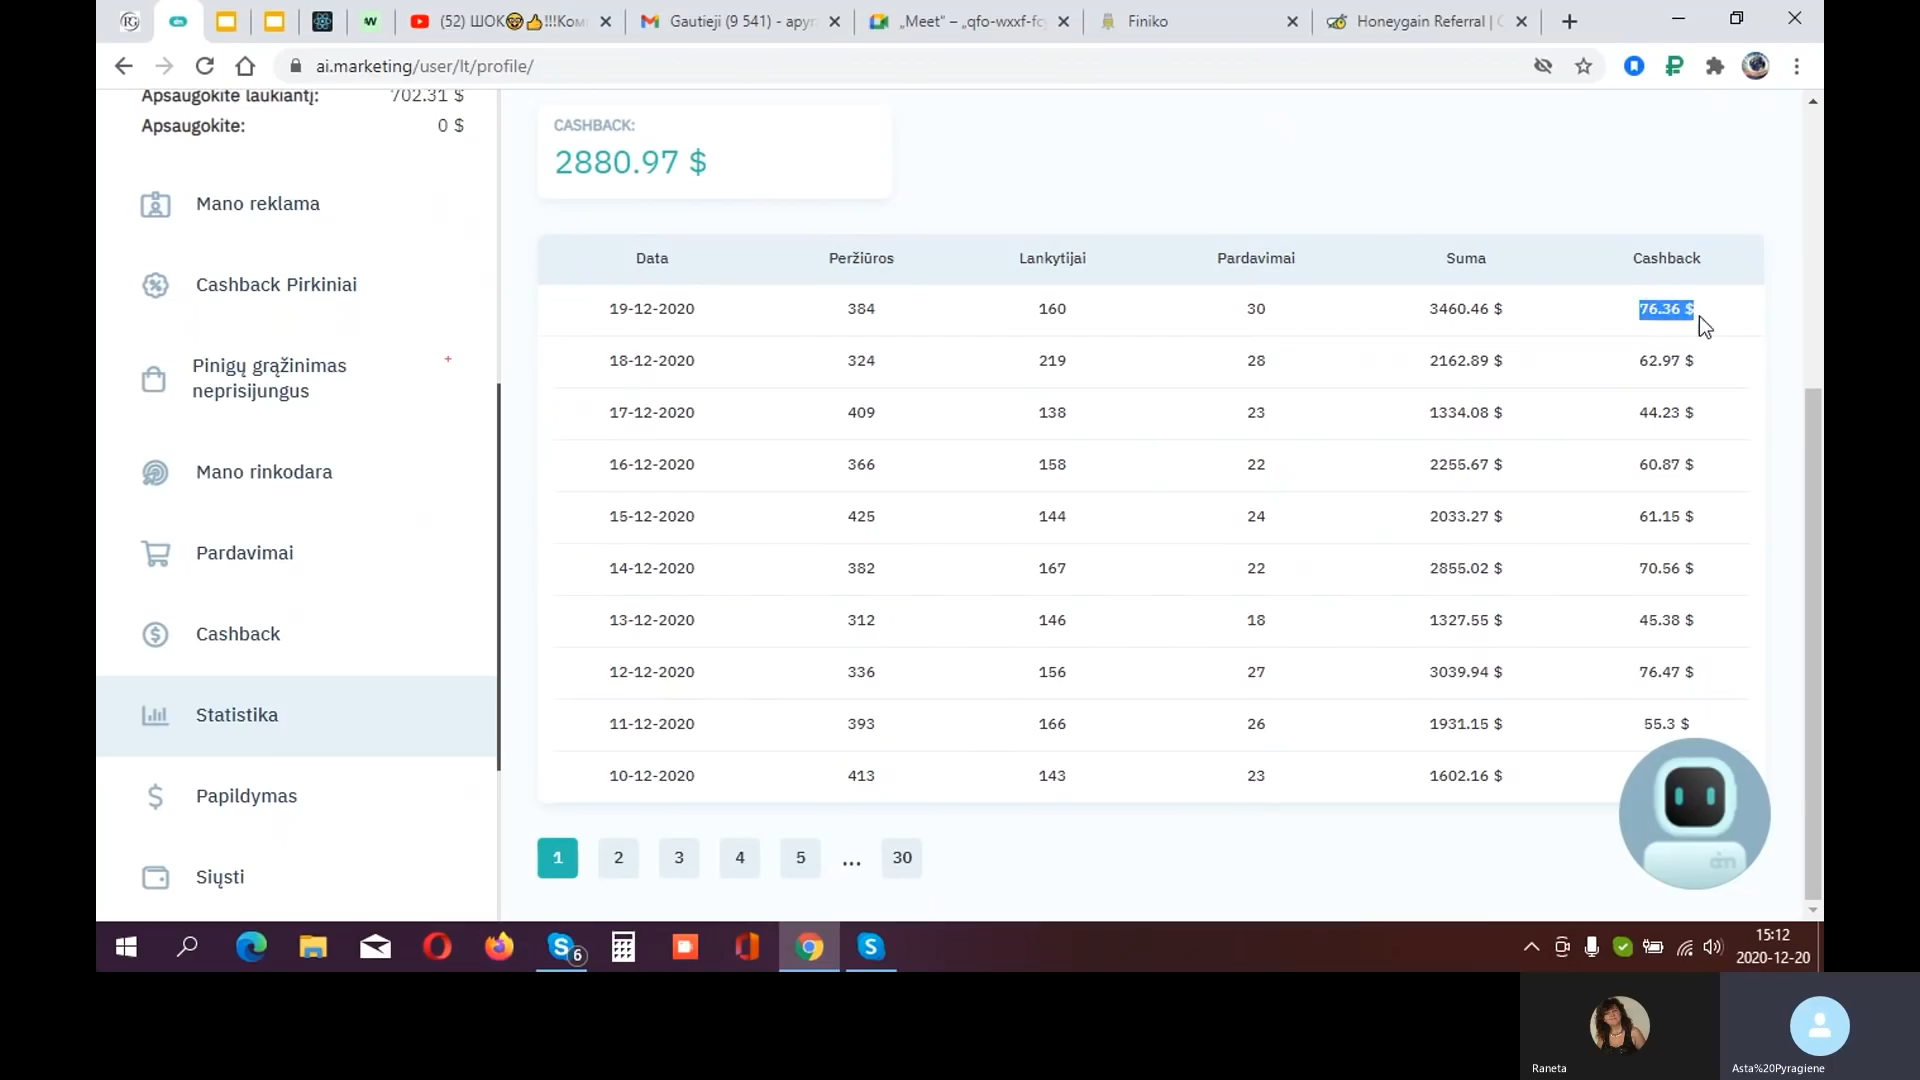 (52) ШОК🤓👍!!!Ком
Gautieji (9 541) - apyr
„Meet“ – „qfo-wxxf-fc
Finiko
Honeygain Referral |
ai.marketing/user/lt/profile/
Apsaugokite laukiantį: 702.31 $
Apsaugokite: 0 $
Mano reklama
Cashback Pirkiniai
Pinigų grąžinimas +
neprisijungus
Mano rinkodara
Pardavimai
Cashback
Statistika
Papildymas
Siųsti
CASHBACK:
2880.97 $
Data Peržiūros Lankytijai Pardavimai Suma Cashback
19-12-2020 384 160 30 3460.46 $ 76.36 $
18-12-2020 324 219 28 2162.89 $ 62.97 $
17-12-2020 409 138 23 1334.08 $ 44.23 $
16-12-2020 366 158 22 2255.67 $ 60.87 $
15-12-2020 425 144 24 2033.27 $ 61.15 $
14-12-2020 382 167 22 2855.02 $ 70.56 $
13-12-2020 312 146 18 1327.55 $ 45.38 $
12-12-2020 336 156 27 3039.94 $ 76.47 $
11-12-2020 393 166 26 1931.15 $ 55.3 $
10-12-2020 413 143 23 1602.16 $
1 2 3 4 5 ... 30
6
15:12
2020-12-20
Raneta
Asta%20Pyragiene